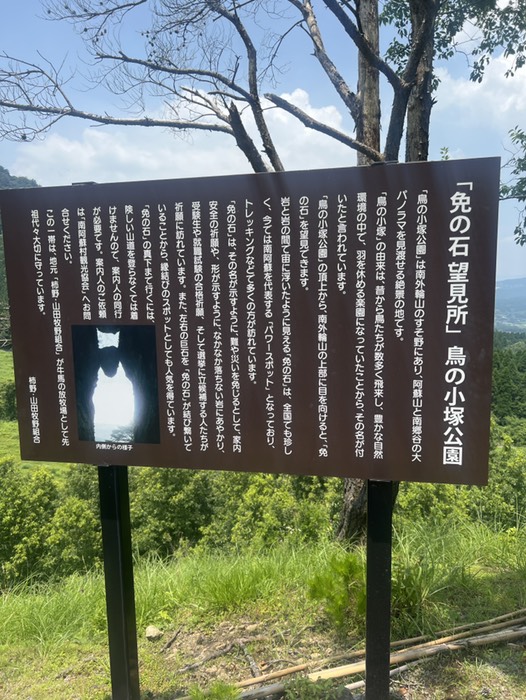 「免の石 望見所」 鳥の小塚公園
「鳥の小塚公園」は南外輪山のすそ野にあり、阿蘇山と南郷谷の大
パノラマを見渡せる絶景の地です。
「鳥の小塚」の由来は、昔から鳥たちが数多く飛来し、豊かな自然
環境の中で、羽を休める楽園になっていたことから、その名が付
いたと言われています。
「鳥の小塚公園」の頂上から、南外輪山の上部に目を向けると、「免
の石」を望見できます。
岩と岩の間で宙に浮いたように見える、「免の石」は、全国でも珍し
く、今では南阿蘇を代表する「パワースポット」となっており、
トレッキングなどで多くの方が訪れています。
「免の石」は、その名が示すように、難や災いを免じるとして、家内
安全の祈願や、形が示すように、なかなか落ちない岩にあやかり、
受験生や就職試験の合格祈願、そして選挙に立候補する人たちが
祈願に訪れています。また、左右の巨石を「免の石」が結び繋いで
いることから、縁結びのスポットとしても人気を得ています。
「免の石」の真下まで行くには、
険しい山道を登らなくては着
けませんので、案内人の同行
が必要です。案内人のご依頼
は、「南阿蘇村観光協会」へお問
合せください。
この一帯は、地元「柿野・山田牧野組合」が牛馬の放牧場として先
祖代々大切に守っています。
柿野・山田牧野組合
内側からの様子